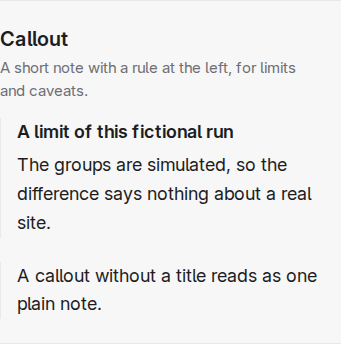 Callout
A short note with a rule at the left, for limits
and caveats.
A limit of this fictional run
The groups are simulated, so the
difference says nothing about a real
site.
A callout without a title reads as one
plain note.